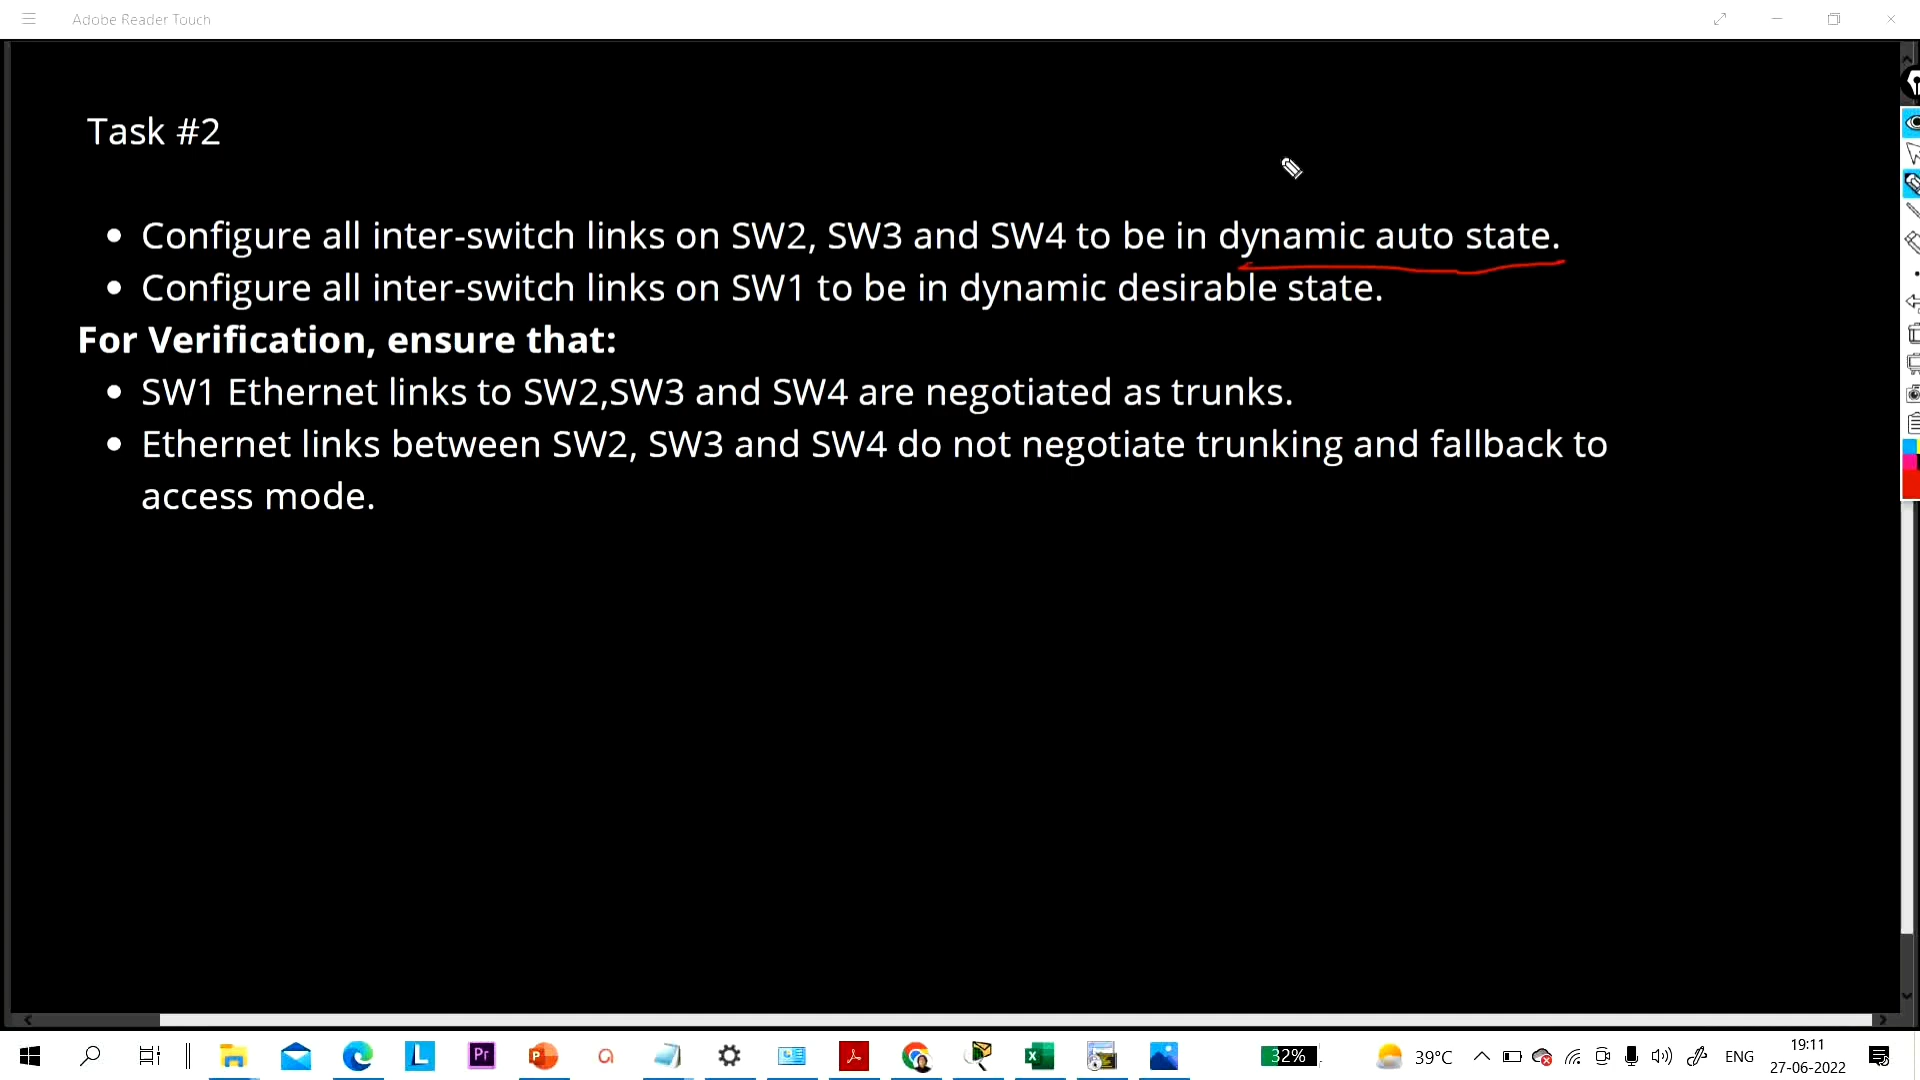 Adobe Reader Touch
Task #2
• Configure all inter-switch links on SW2, SW3 and SW4 to be in dynamic auto state.
• Configure all inter-switch links on SW1 to be in dynamic desirable state.
For Verification, ensure that:
• SW1 Ethernet links to SW2,SW3 and SW4 are negotiated as trunks.
• Ethernet links between SW2, SW3 and SW4 do not negotiate trunking and fallback to
access mode.
L
Pr
P
a
X
32%
39°C
ENG
19:11
27-06-2022